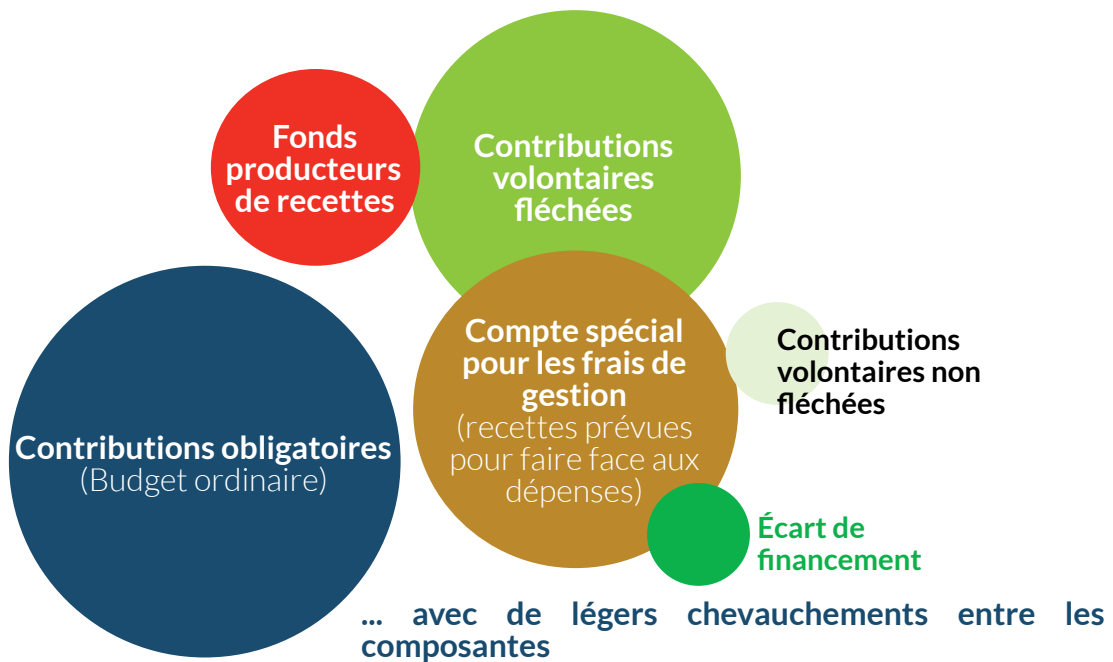 Fonds
producteurs
de recettes
Contributions
volontaires
fléchées
Compte spécial
pour les frais de
gestion
(recettes prévues
pour faire face aux
dépenses)
Contributions
volontaires non
fléchées
Contributions obligatoires
(Budget ordinaire)
Écart de
financement
... avec de légers chevauchements entre les
composantes